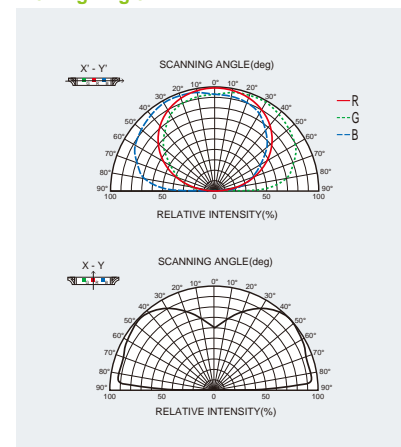 X' - Y'
SCANNING ANGLE(deg)
0°
10° 10°
20° 20°
30° 30°
40° 40°
50° 50°
60° 60°
70° 70°
80° 80°
90° 90°
100 50 0 50 100
RELATIVE INTENSITY(%)
R
G
B
X - Y
SCANNING ANGLE(deg)
0°
10° 10°
20° 20°
30° 30°
40° 40°
50° 50°
60° 60°
70° 70°
80° 80°
90° 90°
100 50 0 50 100
RELATIVE INTENSITY(%)